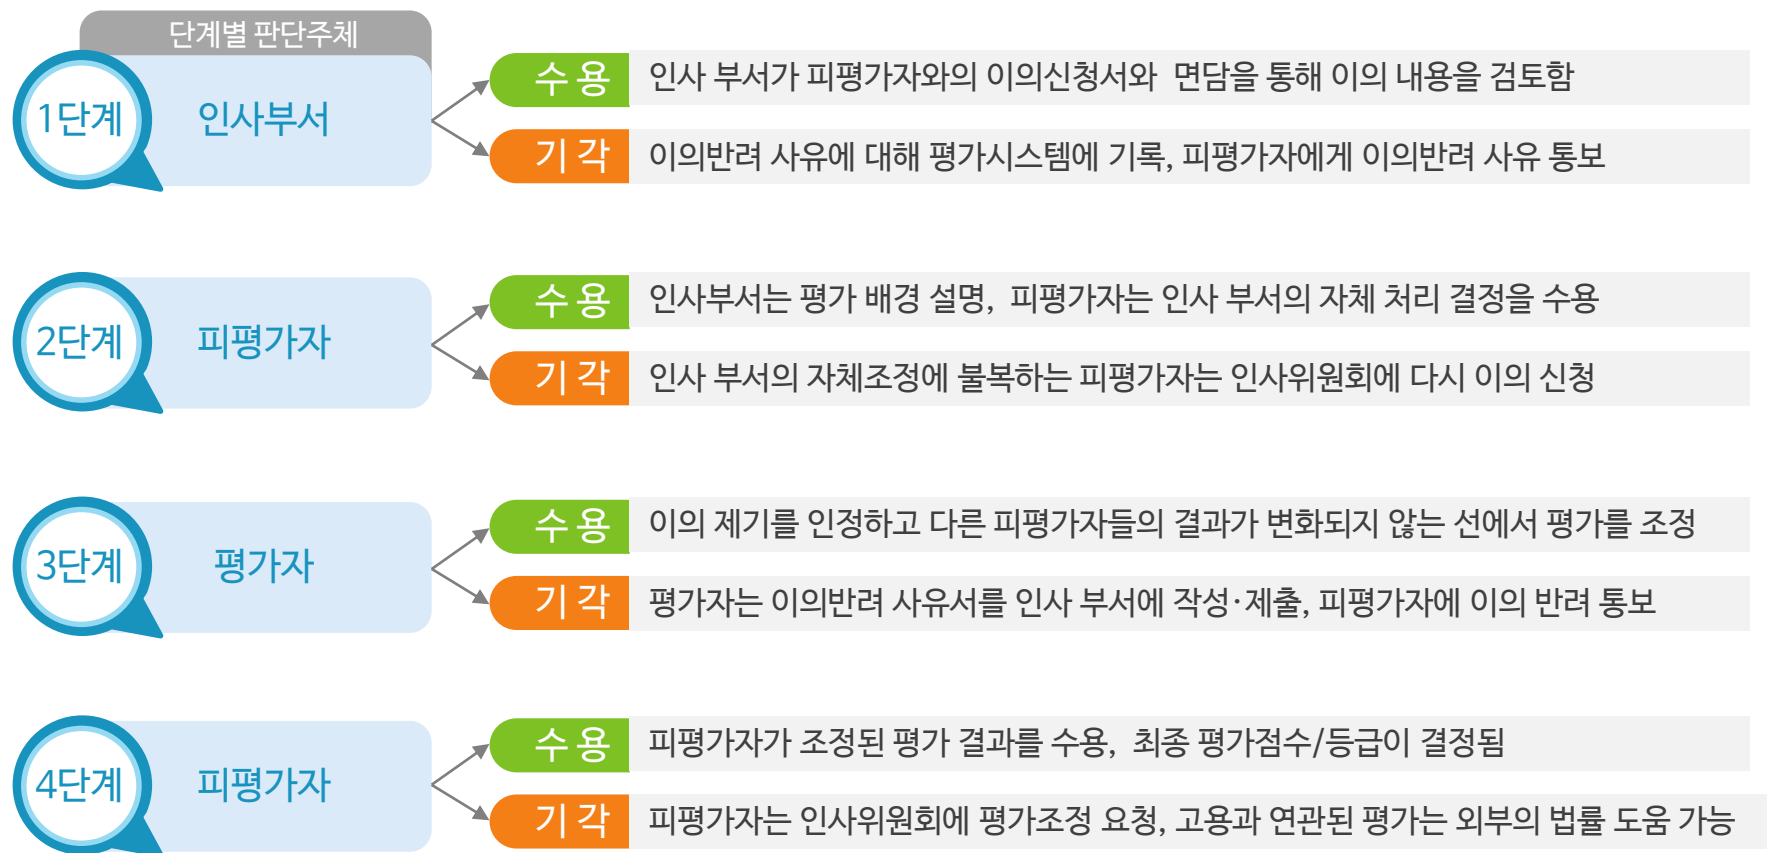 단계별 판단주체
1단계
인사부서
수 용
인사 부서가 피평가자와의 이의신청서와 면담을 통해 이의 내용을 검토함
기 각
이의반려 사유에 대해 평가시스템에 기록, 피평가자에게 이의반려 사유 통보
2단계
피평가자
수 용
인사부서는 평가 배경 설명, 피평가자는 인사 부서의 자체 처리 결정을 수용
기 각
인사 부서의 자체조정에 불복하는 피평가자는 인사위원회에 다시 이의 신청
3단계
평가자
수 용
이의 제기를 인정하고 다른 피평가자들의 결과가 변화되지 않는 선에서 평가를 조정
기 각
평가자는 이의반려 사유서를 인사 부서에 작성·제출, 피평가자에 이의 반려 통보
4단계
피평가자
수 용
피평가자가 조정된 평가 결과를 수용, 최종 평가점수/등급이 결정됨
기 각
피평가자는 인사위원회에 평가조정 요청, 고용과 연관된 평가는 외부의 법률 도움 가능